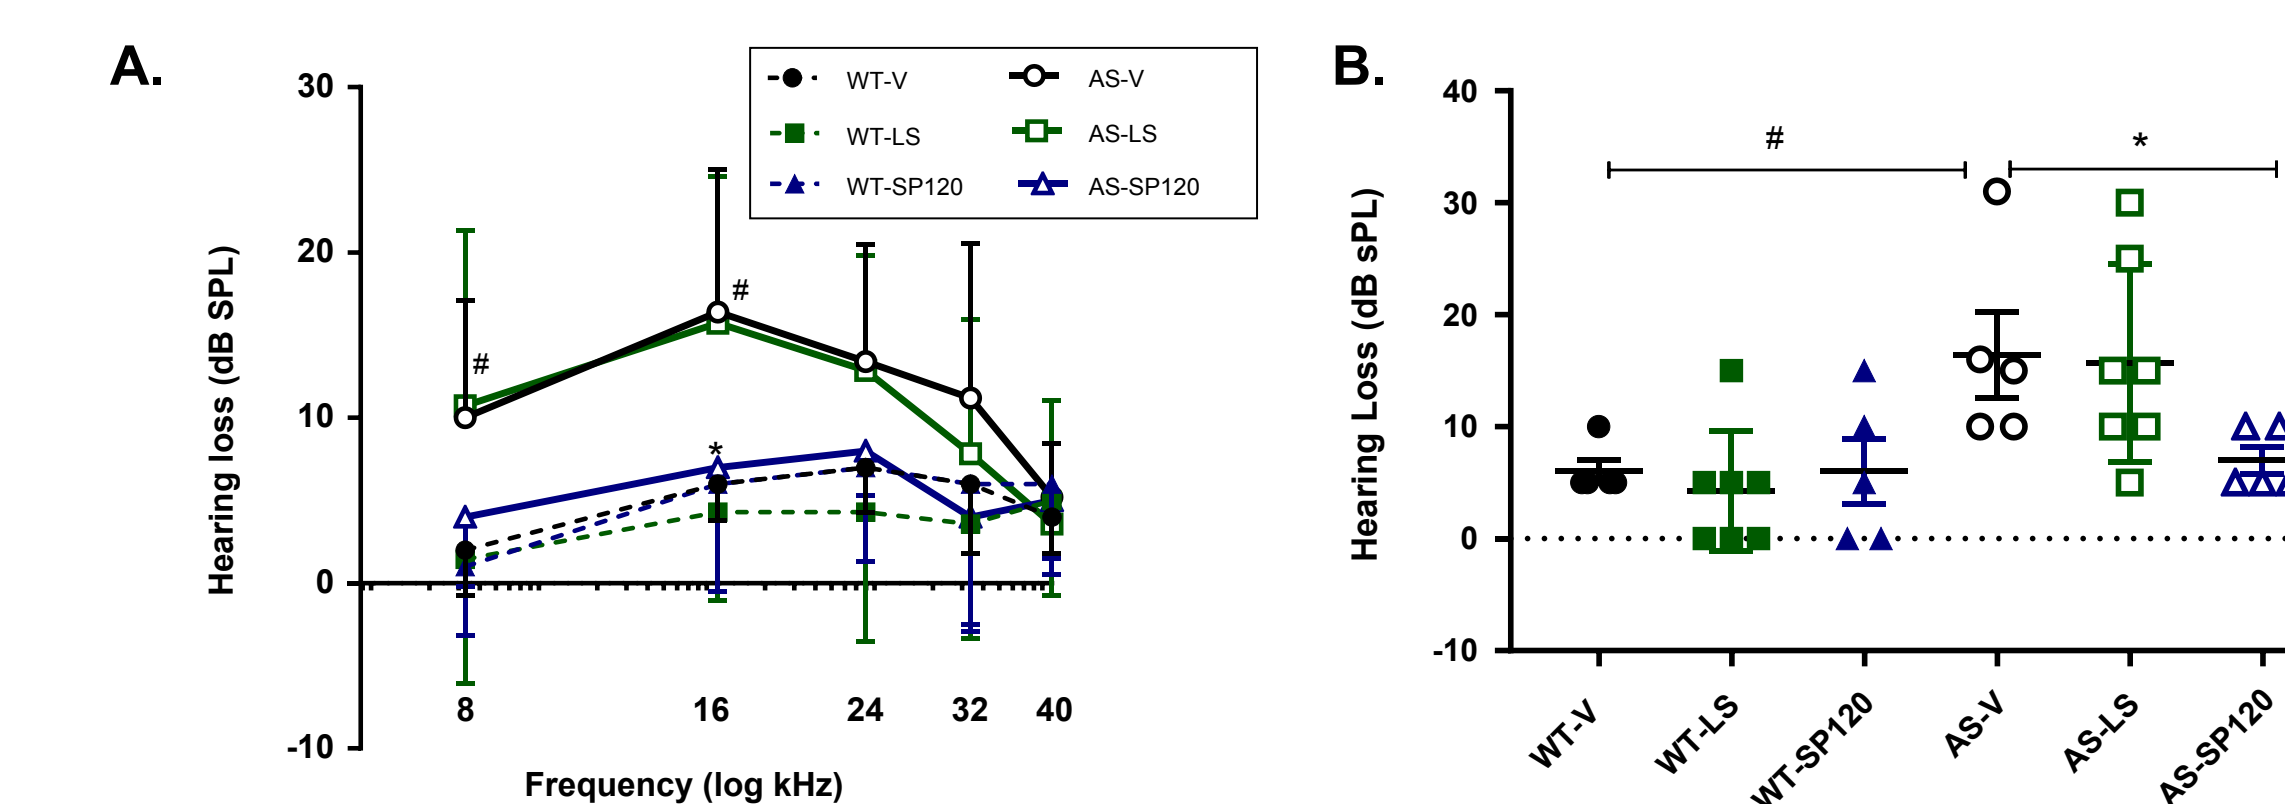 A.
Hearing loss (dB SPL)
30
20
10
0
-10
WT-V
AS-V
WT-LS
AS-LS
WT-SP120
AS-SP120
#
#
*
8
16
24
32
40
Frequency (log kHz)
B.
Hearing Loss (dB sPL)
40
30
20
10
0
-10
#
*
WT-V
WT-LS
WT-SP120
AS-V
AS-LS
AS-SP120